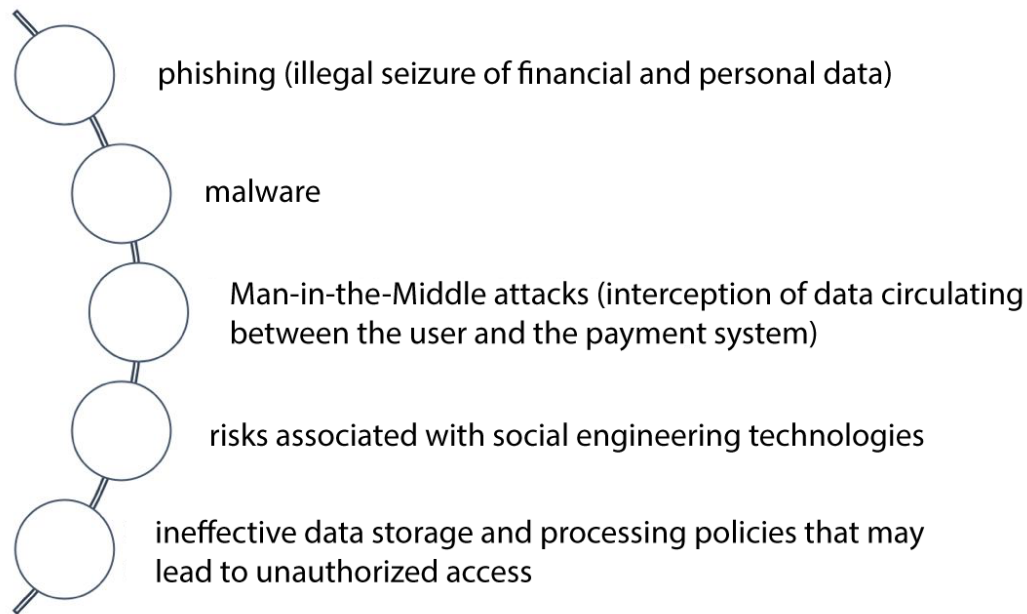 phishing (illegal seizure of financial and personal data)
malware
Man-in-the-Middle attacks (interception of data circulating
between the user and the payment system)
risks associated with social engineering technologies
ineffective data storage and processing policies that may
lead to unauthorized access